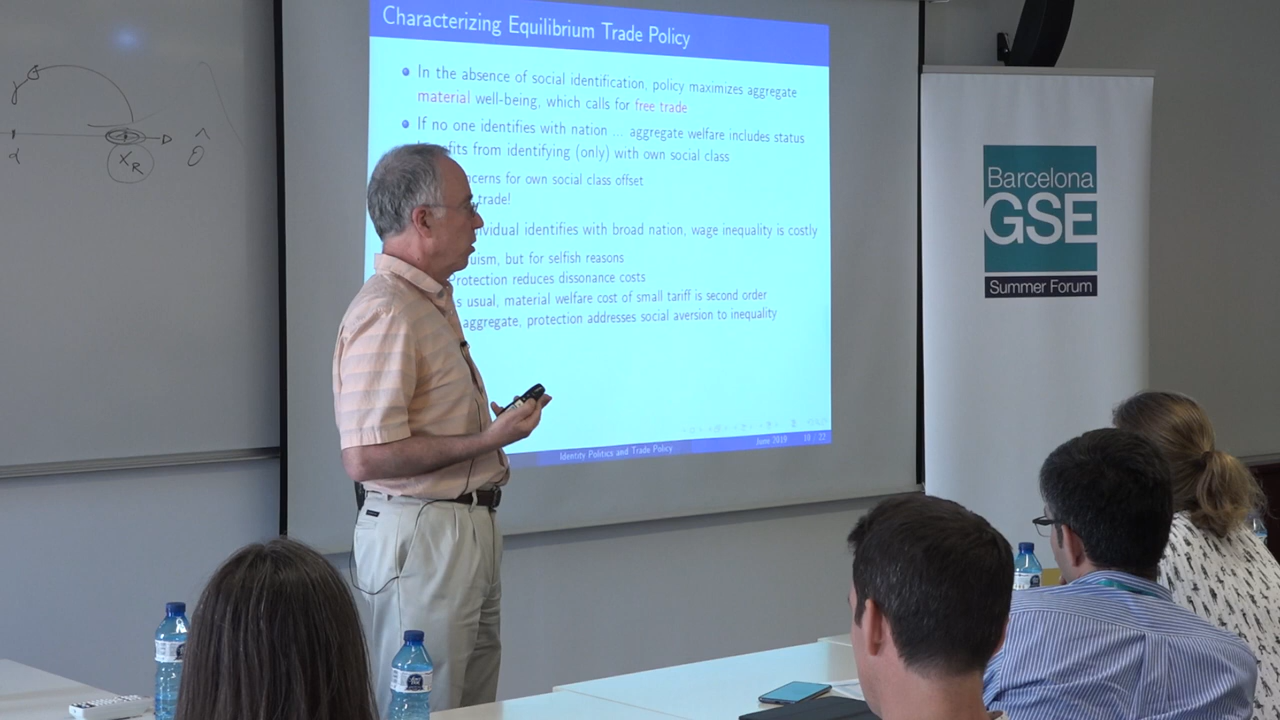 Characterizing Equilibrium Trade Policy
In the absence of social identification, policy maximizes aggregate
material well-being, which calls for free trade
If no one identifies with nation ... aggregate welfare includes status
from identifying (only) with own social class
for own social class offset
trade!
identifies with broad nation, wage inequality is costly
but for selfish reasons
Protection reduces dissonance costs
usual, material welfare cost of small tariff is second order
aggregate, protection addresses social aversion to inequality
Identity Politics and Trade Policy
June 2019
10 / 22
γ
α
X_R
θ̂
Barcelona
GSE
Summer Forum